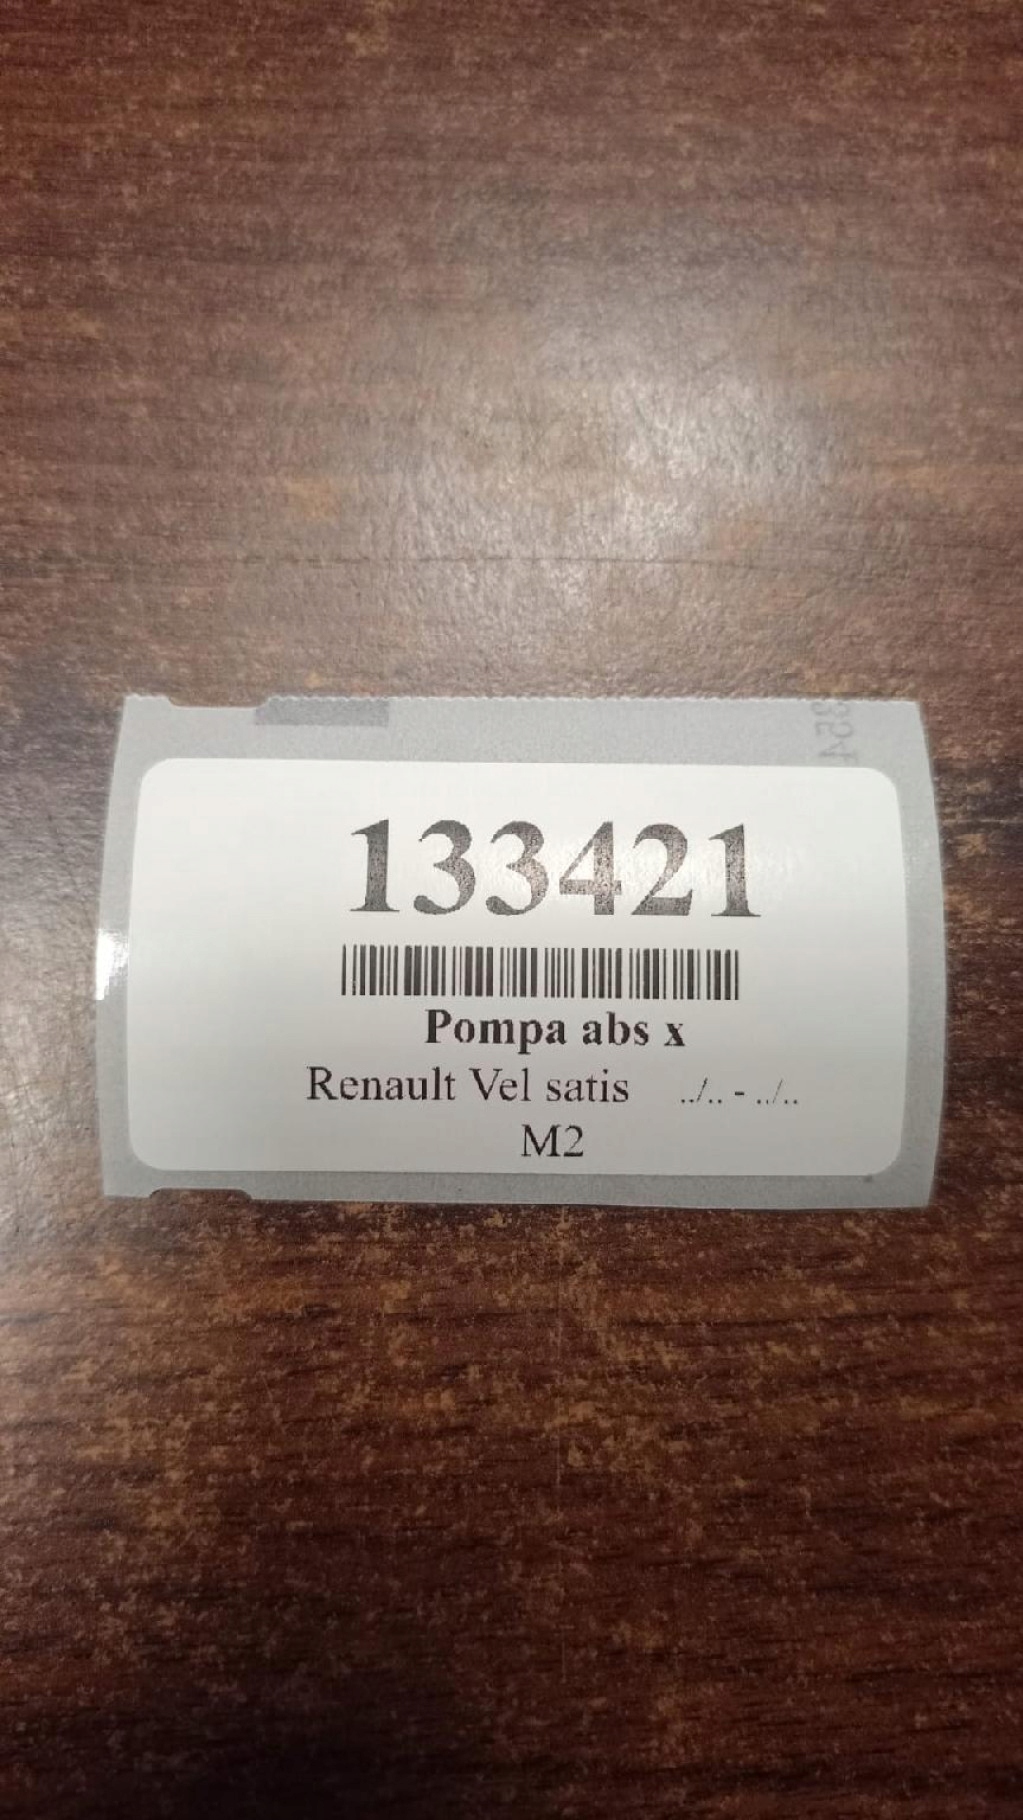 133421
Pompa abs x
Renault Vel satis ../.. - ../..
M2